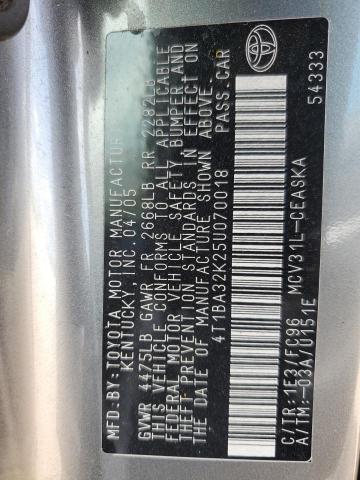 MFD.BY:TOYOTA MOTOR MANUFACTUR
KENTUCKY,INC.04/05
GVWR 4475LB GAWR FR 2668LB RR 2282LB
THIS VEHICLE CONFORMS TO ALL APPLICABLE
FEDERAL MOTOR VEHICLE SAFETY, BUMPER AND
THEFT PREVENTION STANDARDS IN EFFECT ON
THE DATE OF MANUFACTURE SHOWN ABOVE.
4T1BA32K25U070018 PASS.CAR
MCV31L-CEASKA
C/TR:1E3/FC96
A/TM:-03A/U151E 54333